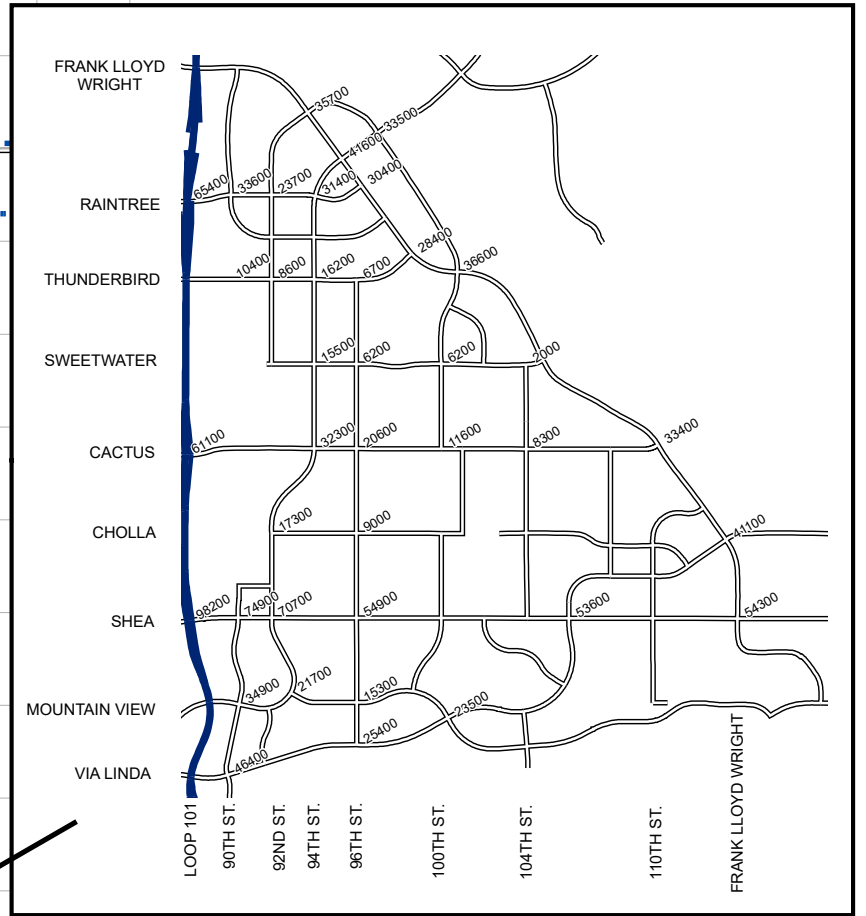 FRANK LLOYD
WRIGHT
35700
33500
41600
65400
33600
23700
31400
30400
RAINTREE
28400
36600
THUNDERBIRD
10400
8600
16200
6700
SWEETWATER
15500
6200
6200
2000
CACTUS
61100
32300
20600
11600
8300
33400
CHOLLA
17300
9000
41100
SHEA
98200
74900
70700
54900
53600
54300
MOUNTAIN VIEW
34900
21700
15300
23500
25400
VIA LINDA
46400
LOOP 101
90TH ST.
92ND ST.
94TH ST.
96TH ST.
100TH ST.
104TH ST.
110TH ST.
FRANK LLOYD WRIGHT